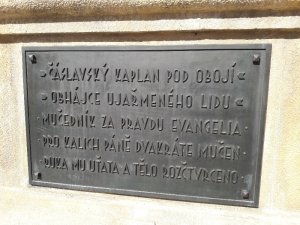 » ČÁSLAVSKÝ KAPLAN POD OBOJÍ «
» OBHÁJCE UJAŘMENÉHO LIDU «
· MUČEDNÍK ZA PRAVDU EVANGELIA ·
PRO KALICH PÁNĚ DVAKRÁTE MUČEN
RUKA MU UŤATA A TĚLO ROZČTVRCENO